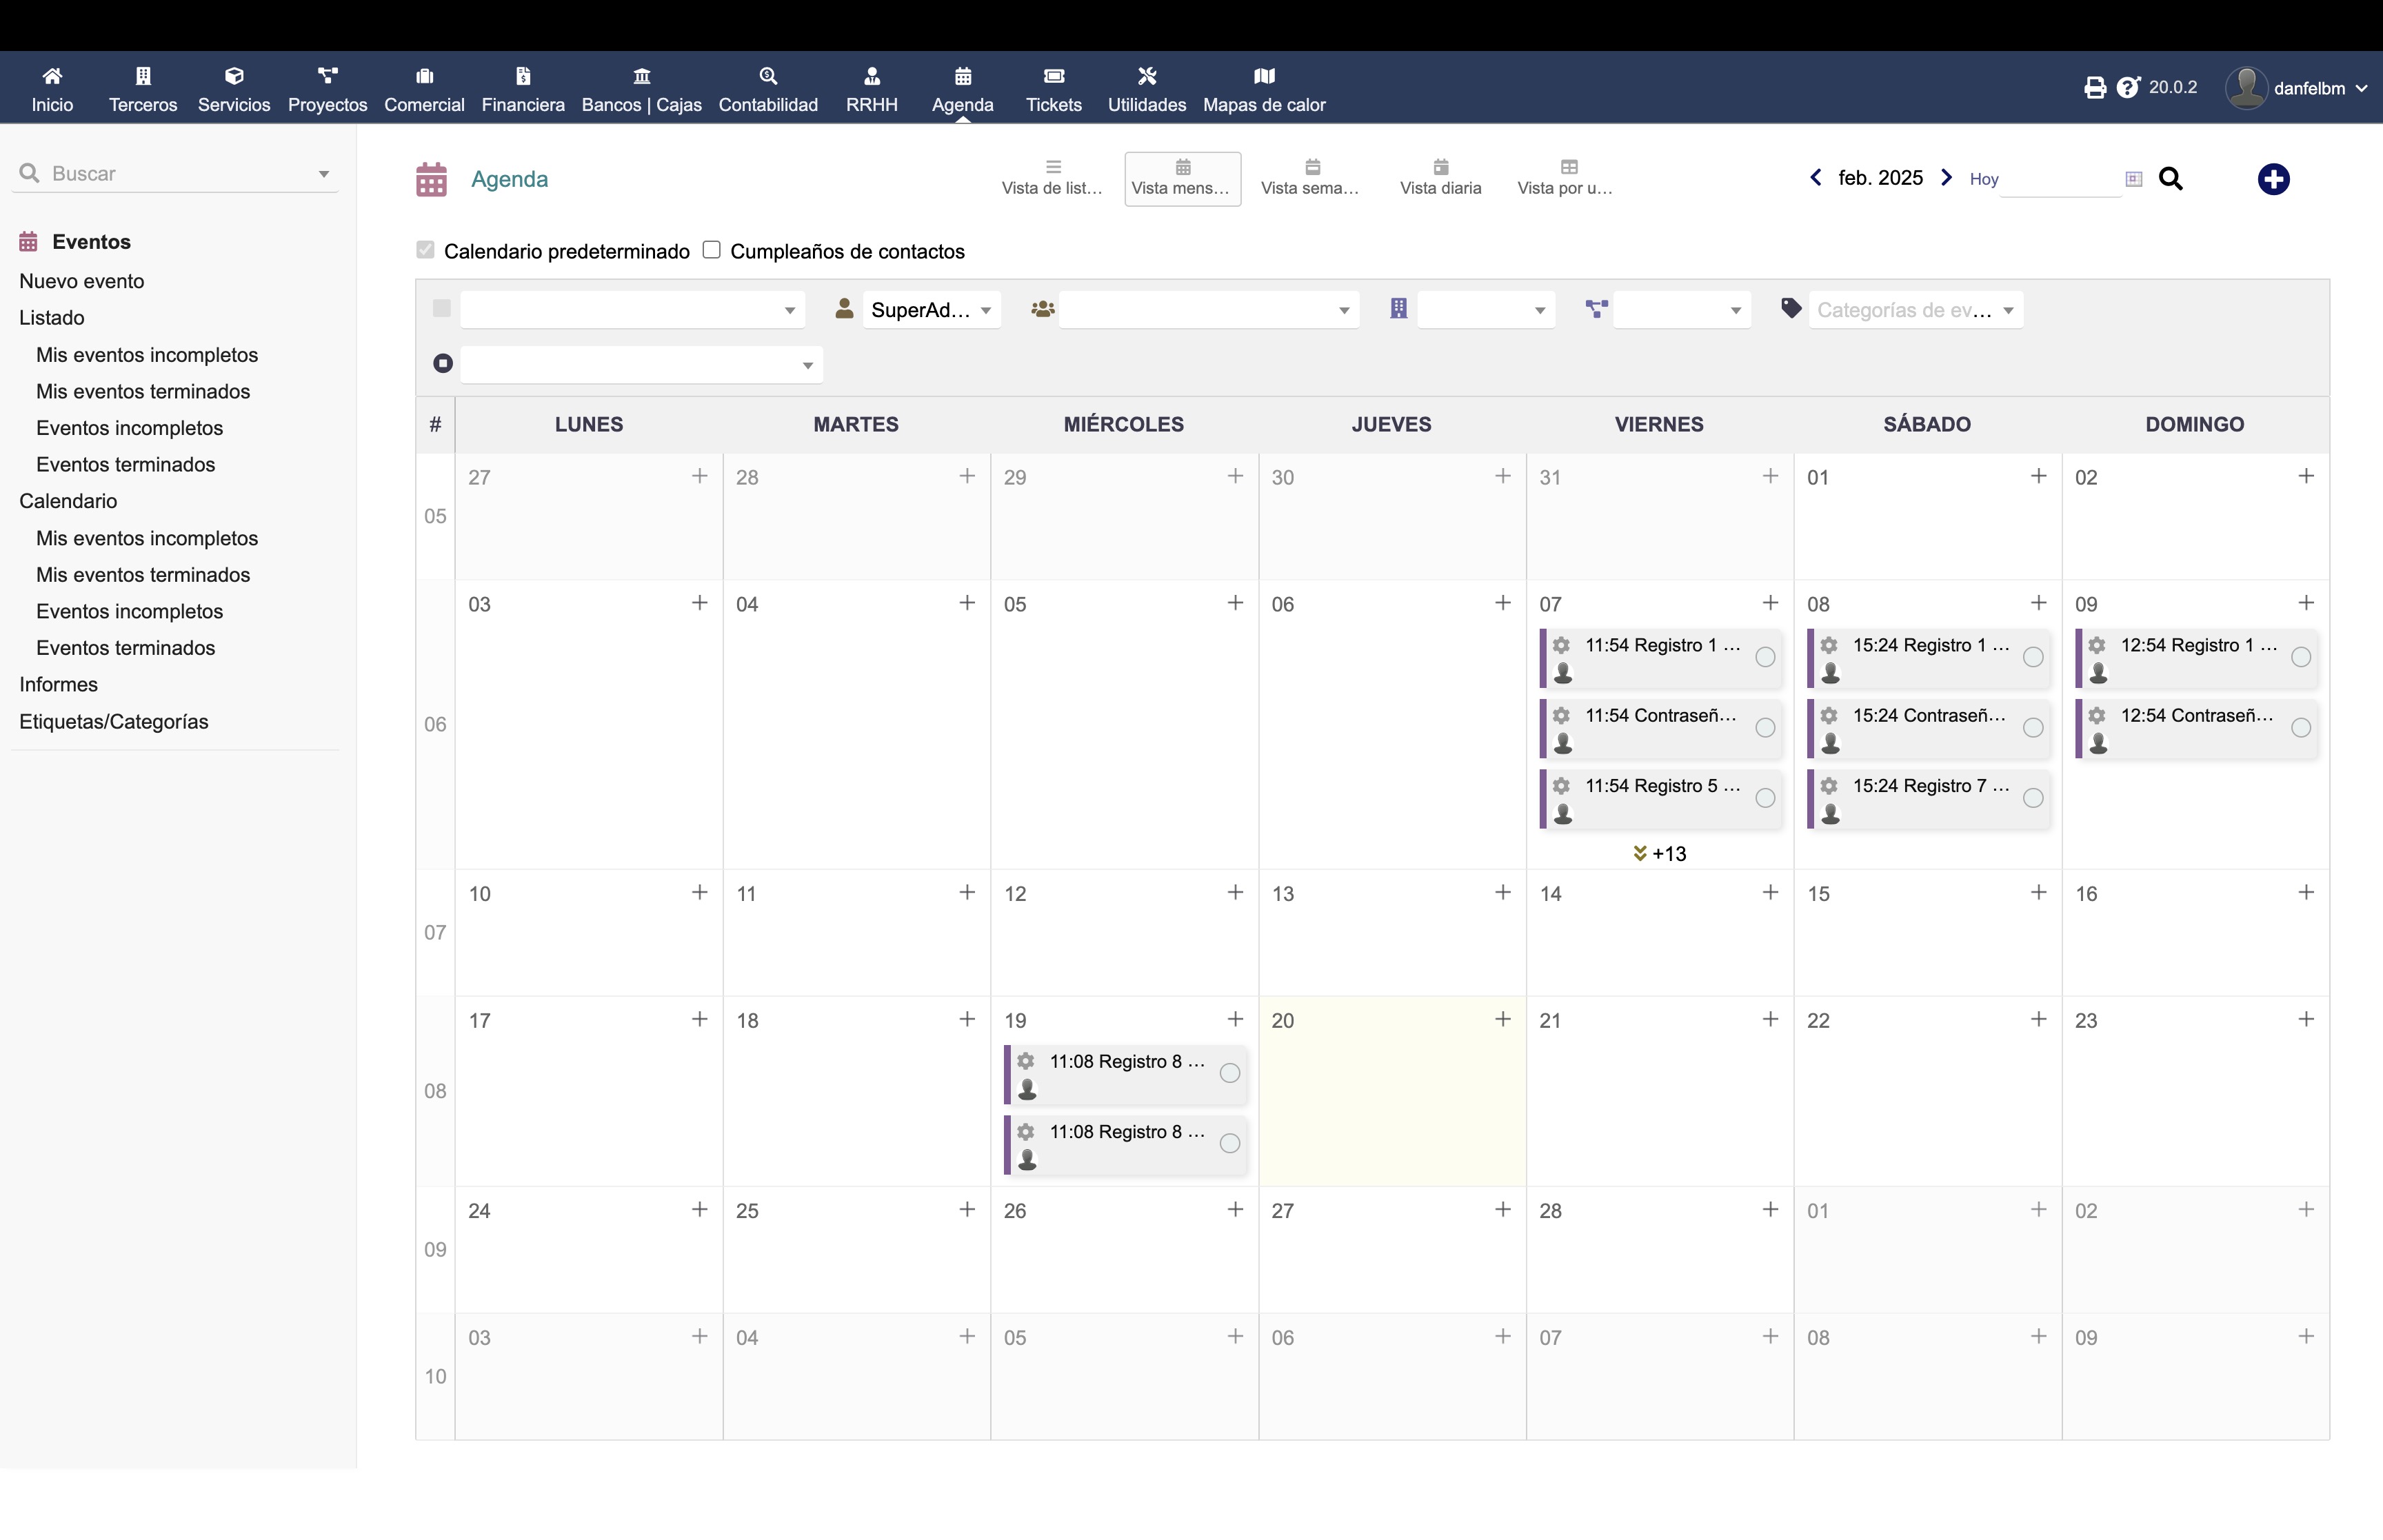 Inicio
Terceros
Servicios
Proyectos
Comercial
Financiera
Bancos | Cajas
Contabilidad
RRHH
Agenda
Tickets
Utilidades
Mapas de calor
20.0.2
danfelbm
Buscar
Eventos
Nuevo evento
Listado
Mis eventos incompletos
Mis eventos terminados
Eventos incompletos
Eventos terminados
Calendario
Mis eventos incompletos
Mis eventos terminados
Eventos incompletos
Eventos terminados
Informes
Etiquetas/Categorías
Agenda
Vista de list...
Vista mens...
Vista sema...
Vista diaria
Vista por u...
feb. 2025
Hoy
Calendario predeterminado
Cumpleaños de contactos
SuperAd...
Categorías de ev...
# LUNES MARTES MIÉRCOLES JUEVES VIERNES SÁBADO DOMINGO
05
27 + 28 + 29 + 30 + 31 + 01 + 02 +
06
03 + 04 + 05 + 06 + 07 + 08 + 09 +
11:54 Registro 1 ...
11:54 Contraseñ...
11:54 Registro 5 ...
+13
15:24 Registro 1 ...
15:24 Contraseñ...
15:24 Registro 7 ...
12:54 Registro 1 ...
12:54 Contraseñ...
07
10 + 11 + 12 + 13 + 14 + 15 + 16 +
08
17 + 18 + 19 + 20 + 21 + 22 + 23 +
11:08 Registro 8 ...
11:08 Registro 8 ...
09
24 + 25 + 26 + 27 + 28 + 01 + 02 +
10
03 + 04 + 05 + 06 + 07 + 08 + 09 +